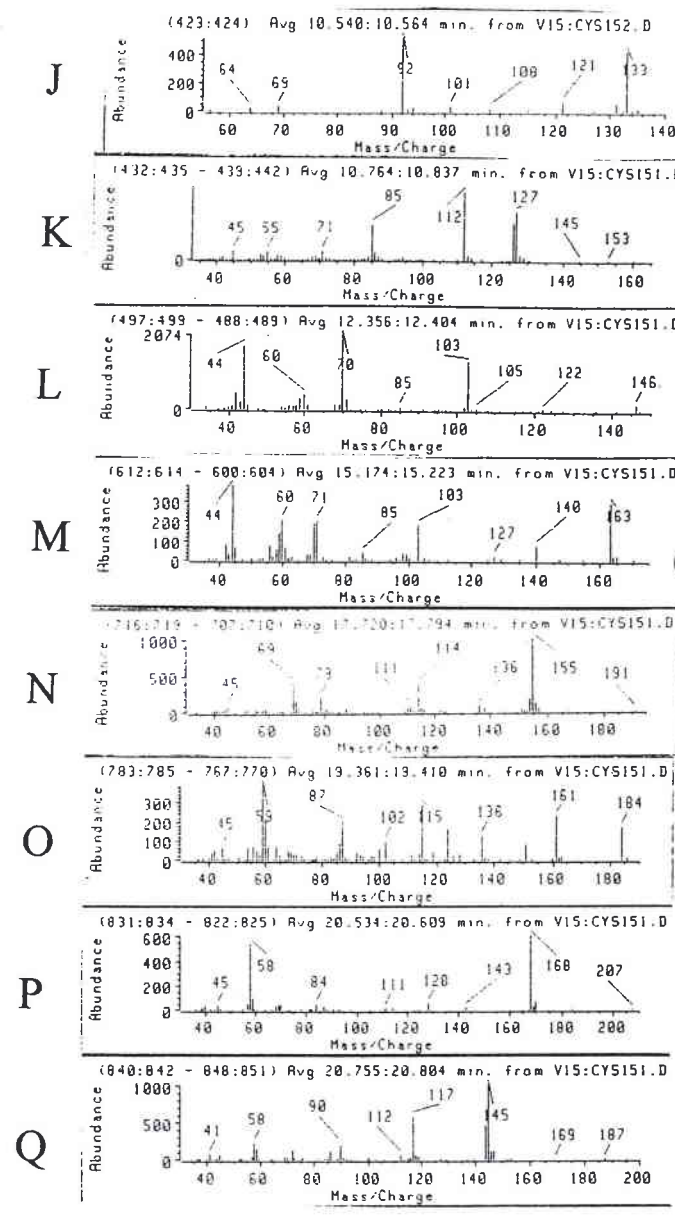 J
(423:424) Avg 10.540:10.564 min. from V15:CYS152.D
Abundance
400
200
0
64
69
92
101
108
121
133
60 70 80 90 100 110 120 130 140
Mass/Charge
K
(432:435 - 439:442) Avg 10.764:10.837 min. from V15:CYS151.
Abundance
0
45
55
71
85
112
127
145
153
40 60 80 100 120 140 160
Mass/Charge
L
(497:499 - 488:489) Avg 12.356:12.404 min. from V15:CYS151.D
Abundance
2074
0
44
60
70
85
103
105
122
146
40 60 80 100 120 140
Mass/Charge
M
(612:614 - 600:604) Avg 15.174:15.223 min. from V15:CYS151.D
Abundance
300
200
100
0
44
60
71
85
103
127
140
163
40 60 80 100 120 140 160
Mass/Charge
N
min. from V15:CYS151.D
Abundance
1000
500
0
45
69
79
111
114
136
155
191
40 60 80 100 120 140 160 180
Mass/Charge
O
(783:785 - 767:770) Avg 19.361:19.410 min. from V15:CYS151.D
Abundance
300
200
100
0
45
59
87
102
115
136
161
184
40 60 80 100 120 140 160 180
Mass/Charge
P
(831:834 - 822:825) Avg 20.534:20.609 min. from V15:CYS151.D
Abundance
600
400
200
0
45
58
84
111
128
143
168
207
40 60 80 100 120 140 160 180 200
Mass/Charge
Q
(840:842 - 848:851) Avg 20.755:20.804 min. from V15:CYS151.D
Abundance
1000
500
0
41
58
90
112
117
145
169
187
40 60 80 100 120 140 160 180 200
Mass/Charge